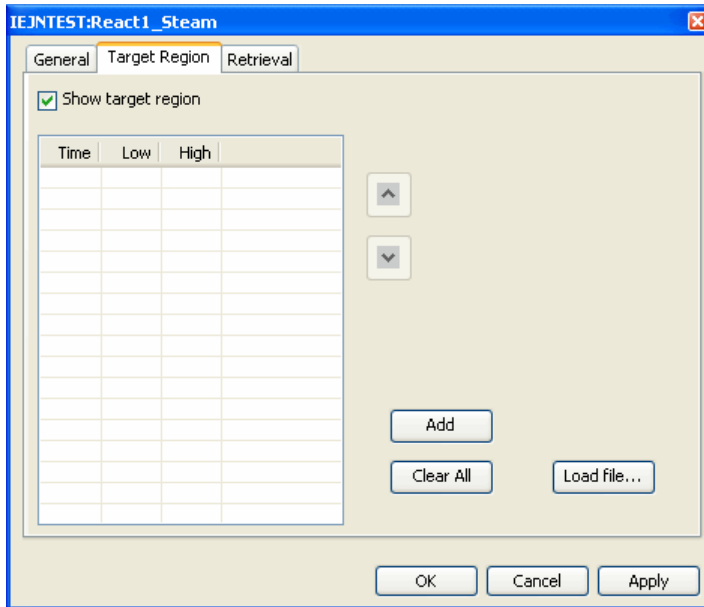 IEJNTEST:React1_Steam
General Target Region Retrieval
Show target region
Time Low High
Add
Clear All Load file...
OK Cancel Apply